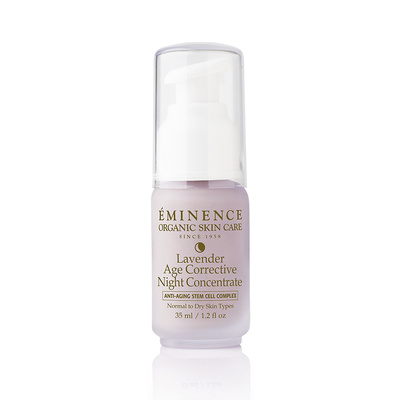 ÉMINENCE
ORGANIC SKIN CARE
SINCE 1958
Lavender
Age Corrective
Night Concentrate
ANTI-AGING STEM CELL COMPLEX
Normal to Dry Skin Types
35 ml / 1.2 fl oz